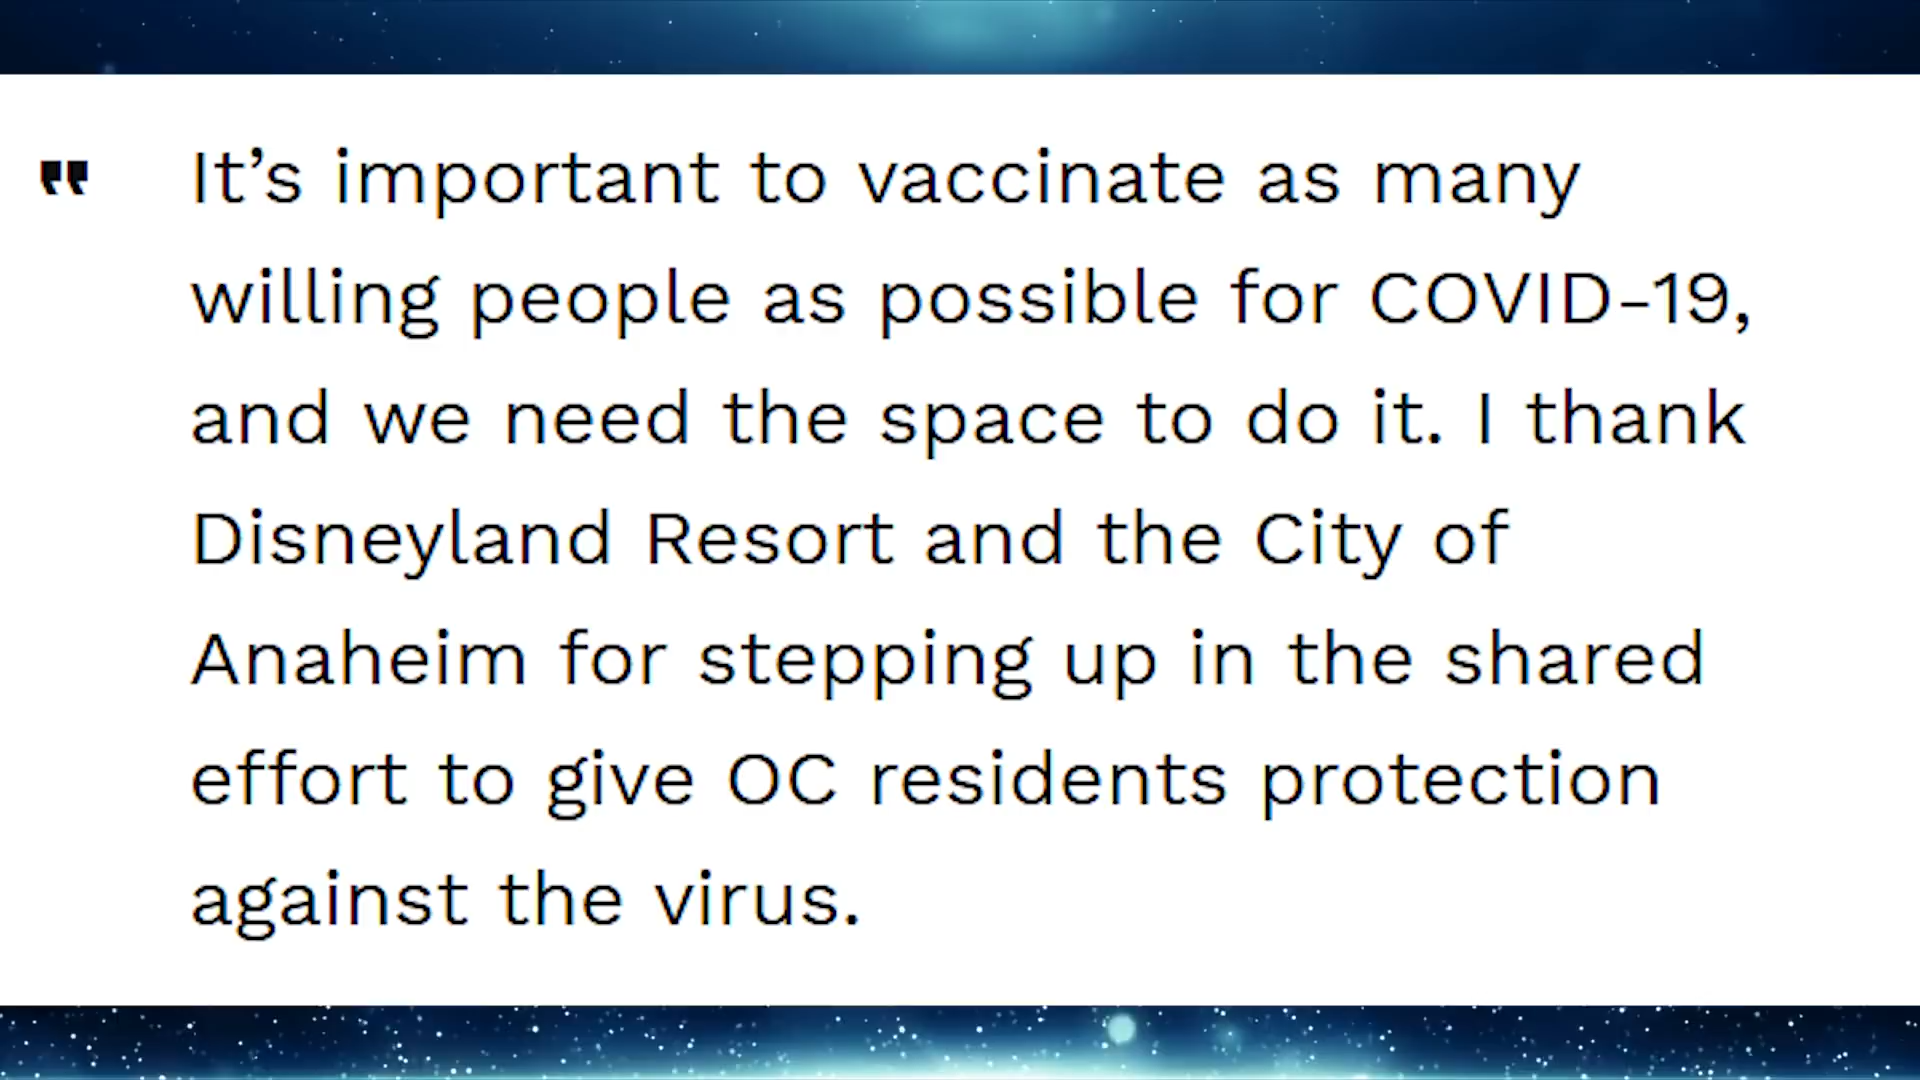 " It’s important to vaccinate as many
willing people as possible for COVID-19,
and we need the space to do it. I thank
Disneyland Resort and the City of
Anaheim for stepping up in the shared
effort to give OC residents protection
against the virus.